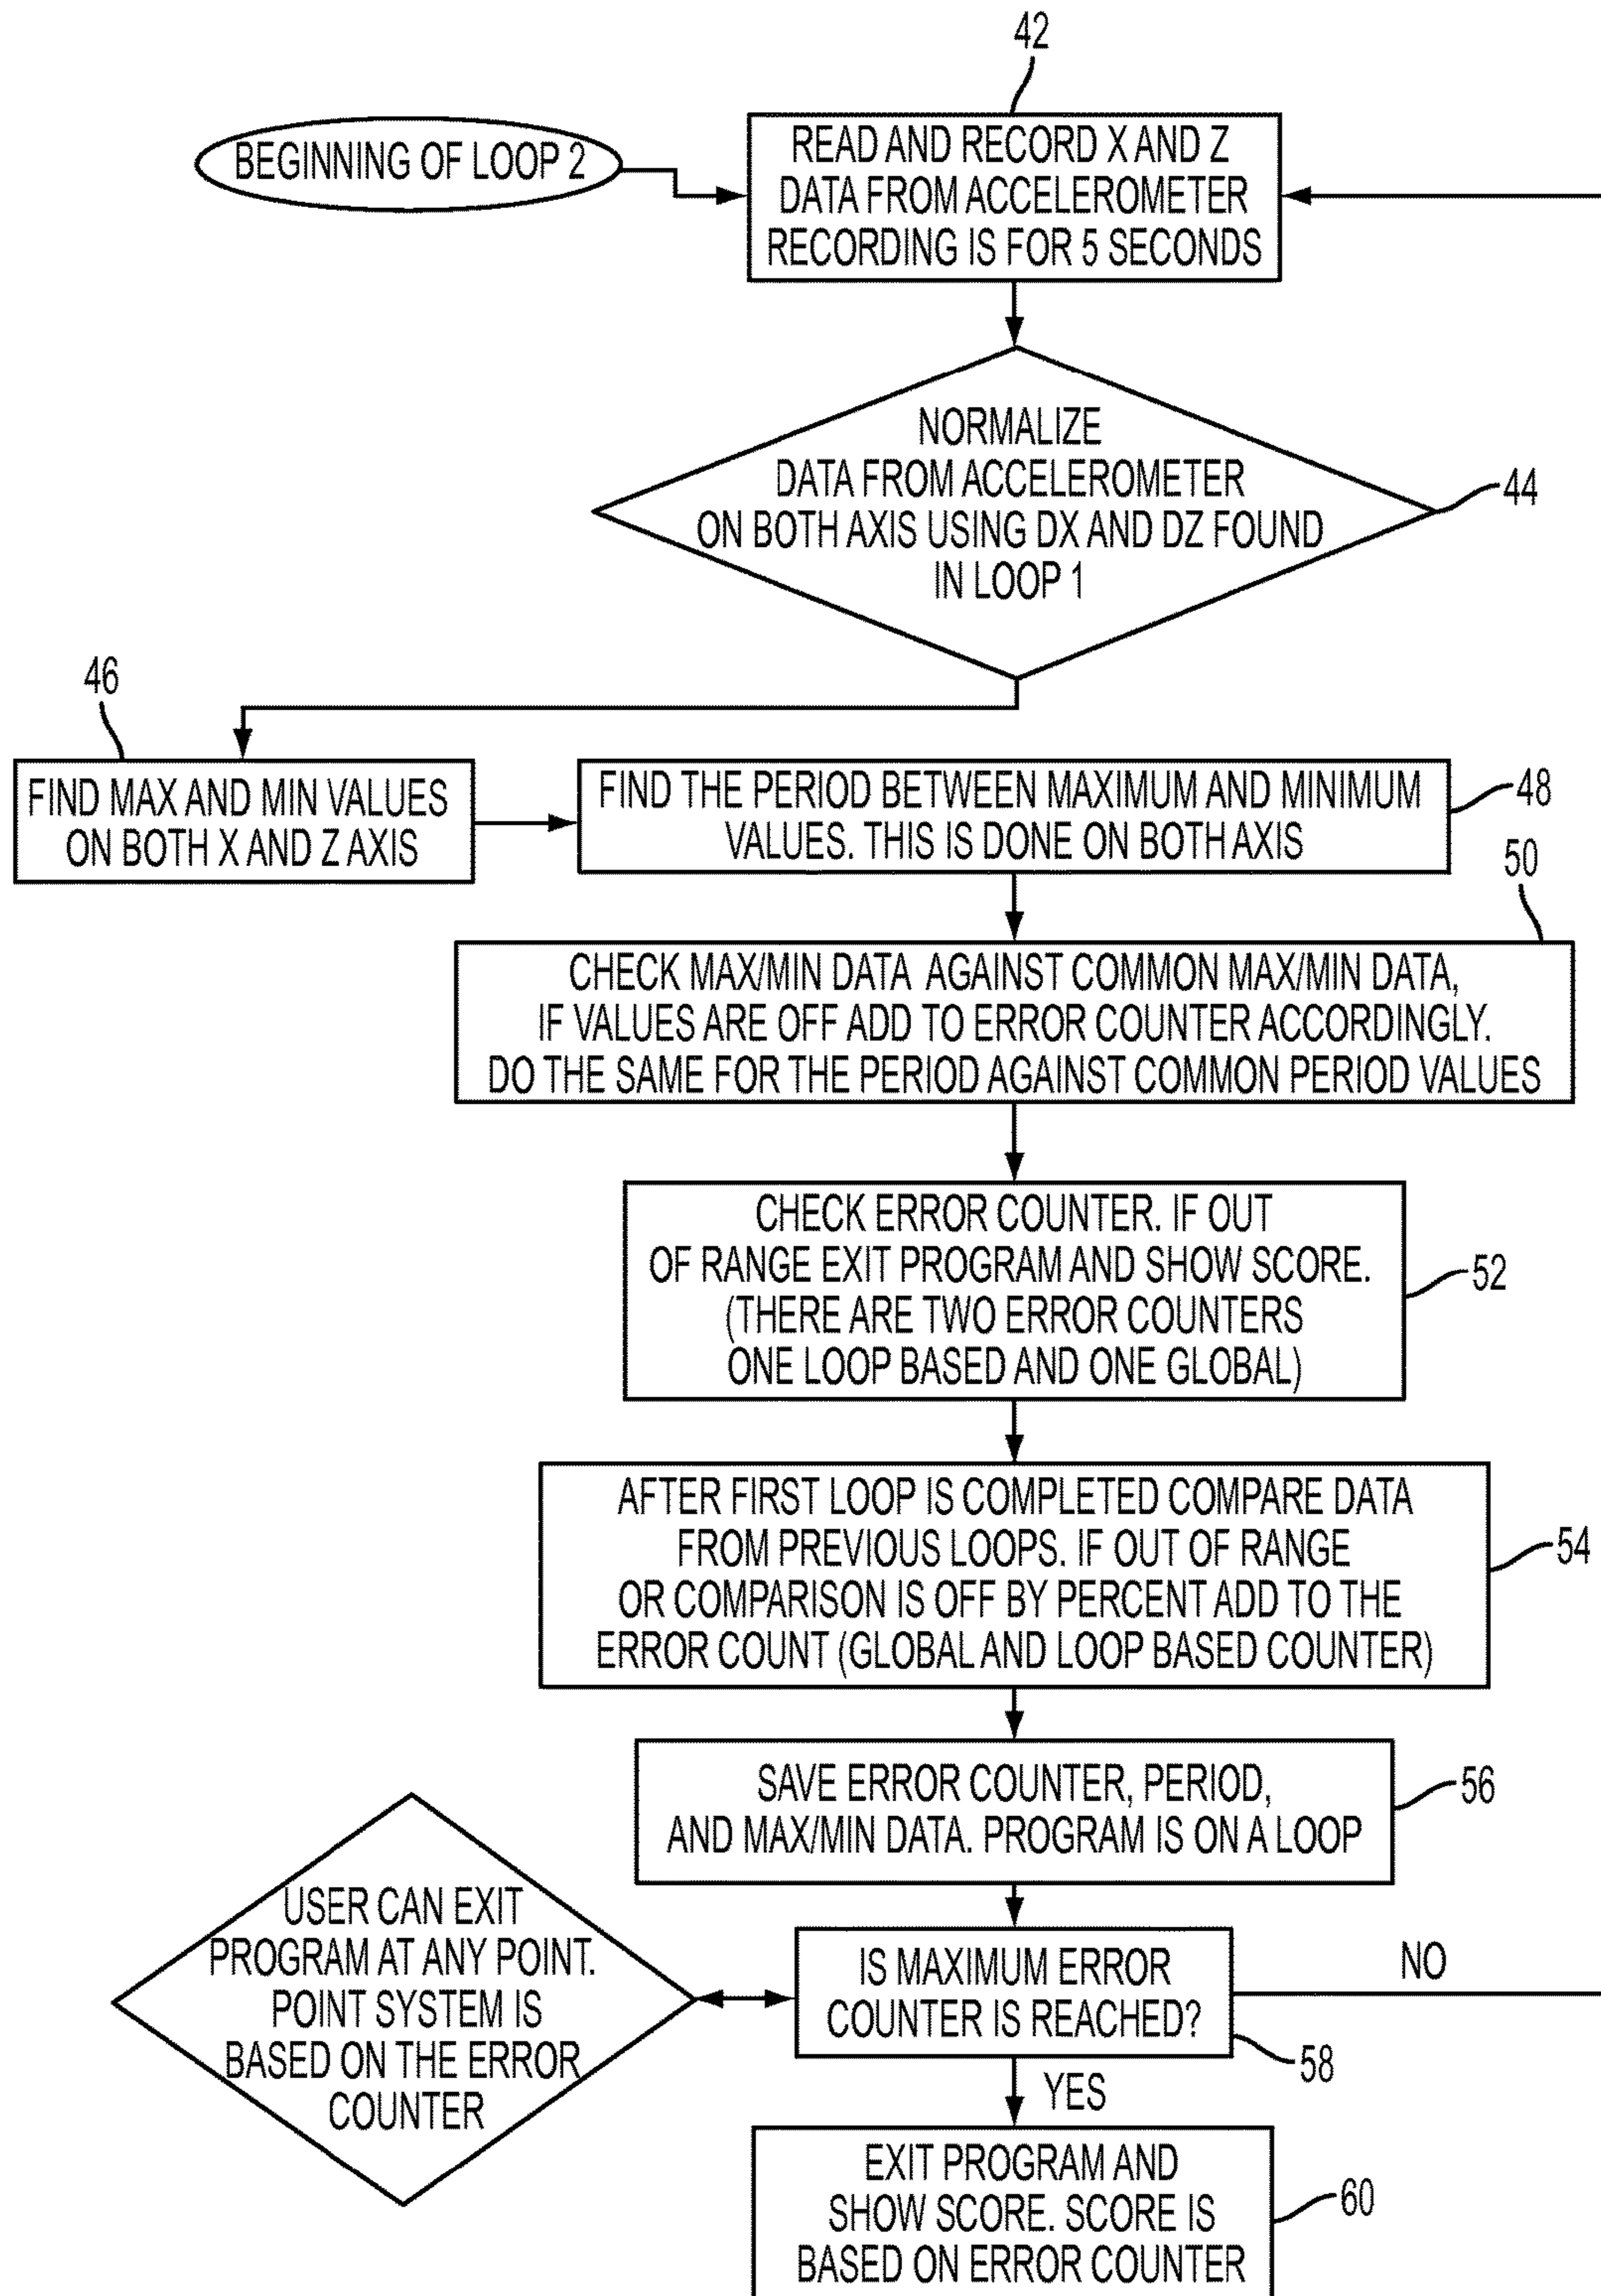 42
BEGINNING OF LOOP 2
READ AND RECORD X AND Z
DATA FROM ACCELEROMETER
RECORDING IS FOR 5 SECONDS
NORMALIZE
DATA FROM ACCELEROMETER
ON BOTH AXIS USING DX AND DZ FOUND
IN LOOP 1
44
46
FIND MAX AND MIN VALUES
ON BOTH X AND Z AXIS
FIND THE PERIOD BETWEEN MAXIMUM AND MINIMUM
VALUES. THIS IS DONE ON BOTH AXIS
48
50
CHECK MAX/MIN DATA AGAINST COMMON MAX/MIN DATA,
IF VALUES ARE OFF ADD TO ERROR COUNTER ACCORDINGLY.
DO THE SAME FOR THE PERIOD AGAINST COMMON PERIOD VALUES
CHECK ERROR COUNTER. IF OUT
OF RANGE EXIT PROGRAM AND SHOW SCORE.
(THERE ARE TWO ERROR COUNTERS
ONE LOOP BASED AND ONE GLOBAL)
52
AFTER FIRST LOOP IS COMPLETED COMPARE DATA
FROM PREVIOUS LOOPS. IF OUT OF RANGE
OR COMPARISON IS OFF BY PERCENT ADD TO THE
ERROR COUNT (GLOBAL AND LOOP BASED COUNTER)
54
SAVE ERROR COUNTER, PERIOD,
AND MAX/MIN DATA. PROGRAM IS ON A LOOP
56
USER CAN EXIT
PROGRAM AT ANY POINT.
POINT SYSTEM IS
BASED ON THE ERROR
COUNTER
IS MAXIMUM ERROR
COUNTER IS REACHED?
NO
58
YES
EXIT PROGRAM AND
SHOW SCORE. SCORE IS
BASED ON ERROR COUNTER
60